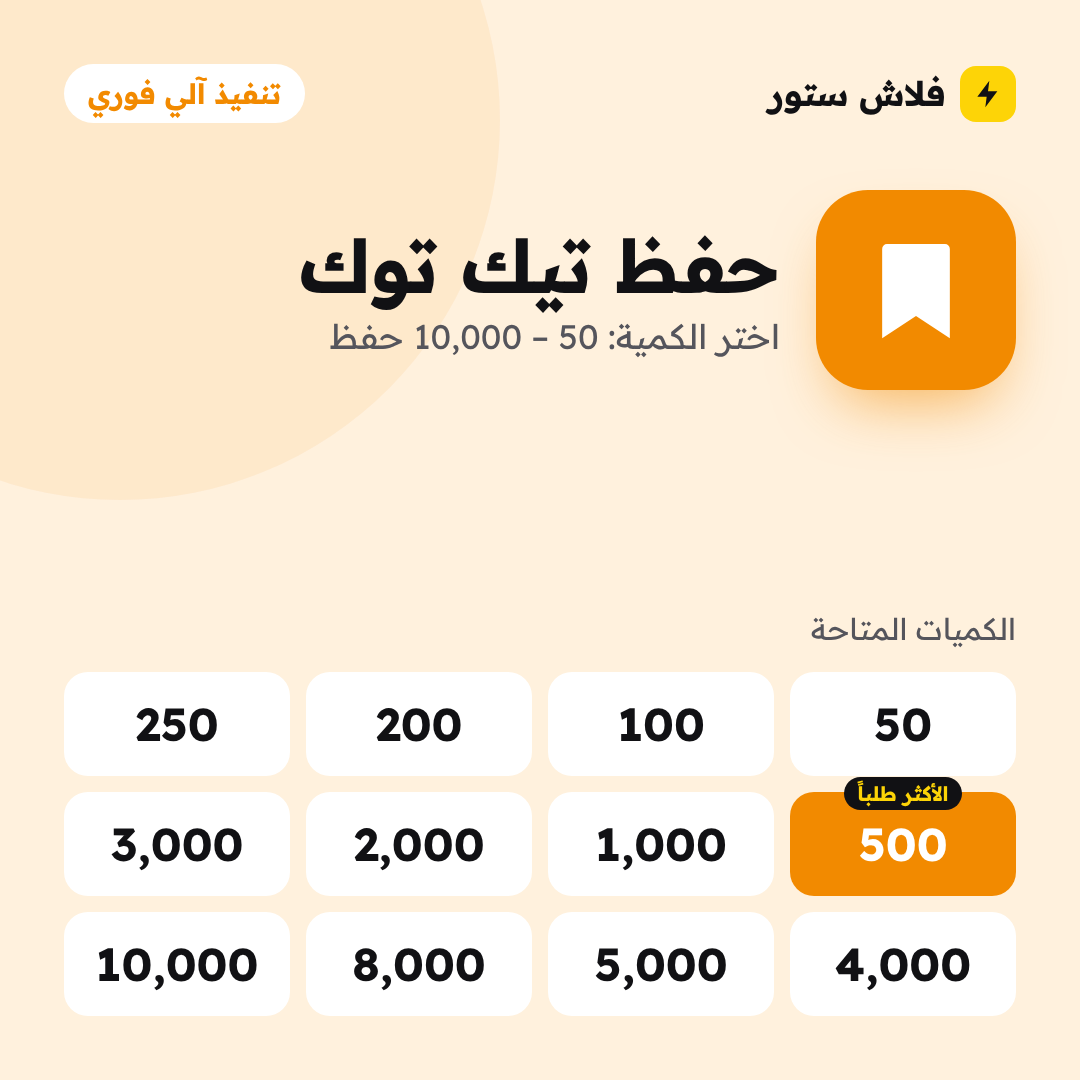 فلاش ستور
تنفيذ آلي فوري
حفظ تيك توك
اختر الكمية: 50 – 10,000 حفظ
الكميات المتاحة
50
100
200
250
الأكثر طلباً
500
1,000
2,000
3,000
4,000
5,000
8,000
10,000